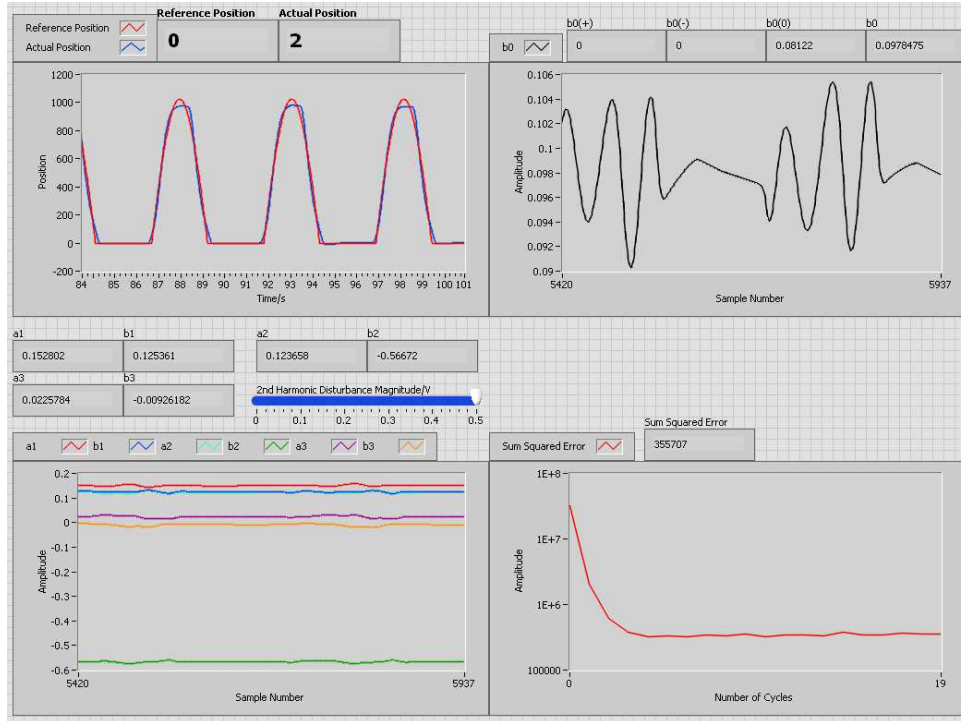 Reference Position
Actual Position
Reference Position
0
Actual Position
2
1200
1000
800
600
400
200
0
-200
Position
84 85 86 87 88 89 90 91 92 93 94 95 96 97 98 99 100 101
Time/s
b0
b0(+)
0
b0(-)
0
b0(0)
0.08122
b0
0.0978475
0.106
0.104
0.102
0.1
0.098
0.096
0.094
0.092
0.09
Amplitude
5420 5937
Sample Number
a1
0.152802
b1
0.125361
a2
0.123658
b2
-0.56672
a3
0.0225784
b3
-0.00926182
2nd Harmonic Disturbance Magnitude/V
0 0.1 0.2 0.3 0.4 0.5
a1 b1 a2 b2 a3 b3
0.2
0.1
0
-0.1
-0.2
-0.3
-0.4
-0.5
-0.6
Amplitude
5420 5937
Sample Number
Sum Squared Error
Sum Squared Error
355707
1E+8
1E+7
1E+6
100000
Amplitude
0 19
Number of Cycles